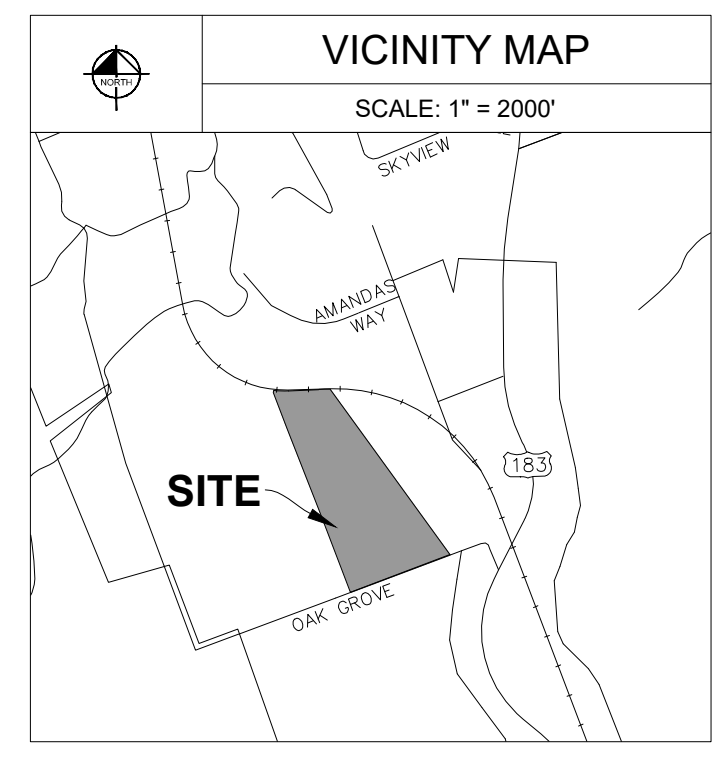 NORTH
VICINITY MAP
SCALE: 1" = 2000'
SKYVIEW
AMANDAS
WAY
183
SITE
OAK GROVE